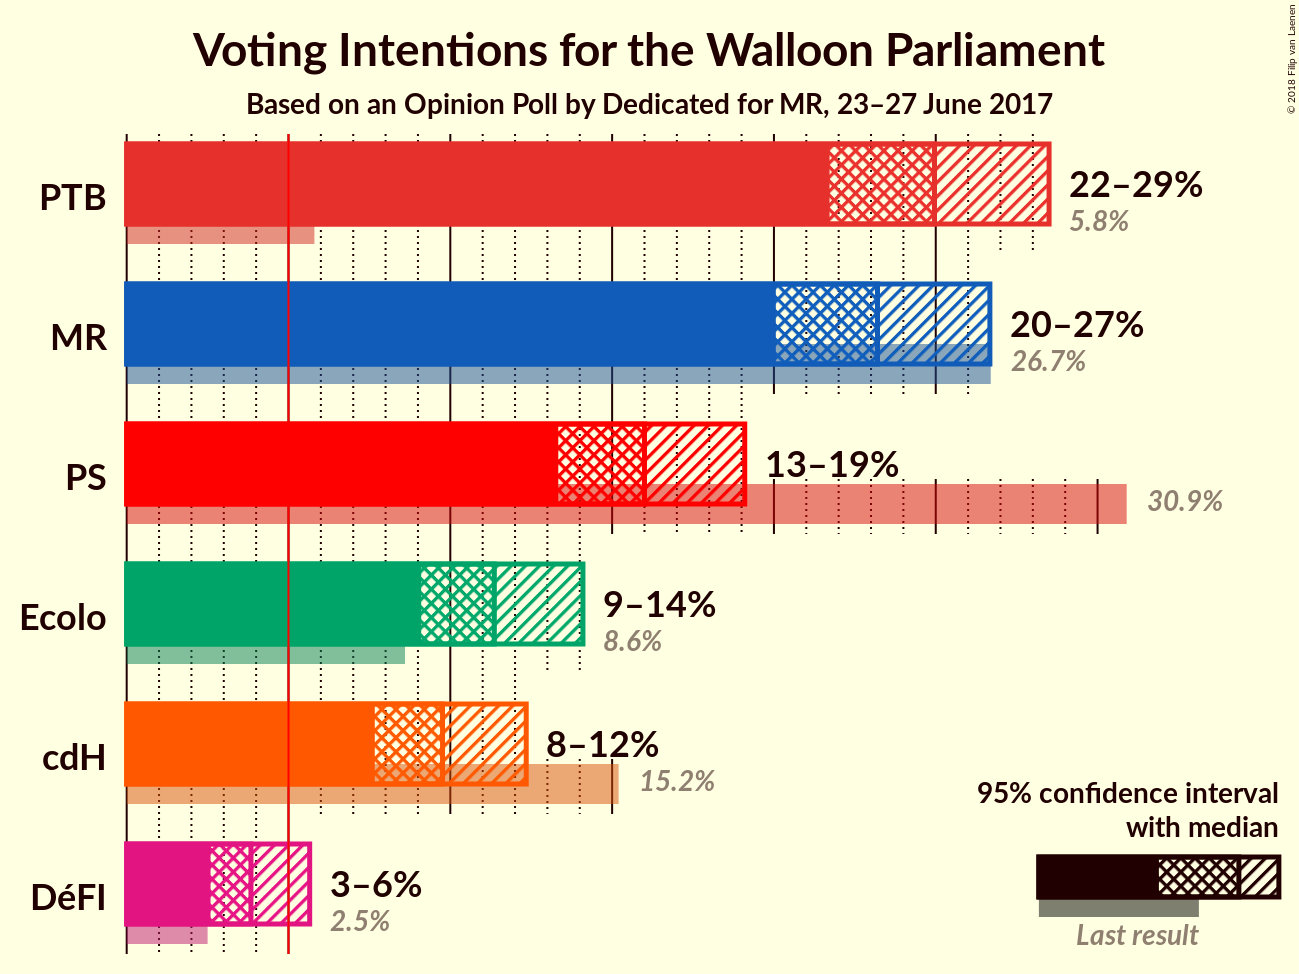 Voting Intentions for the Walloon Parliament
Based on an Opinion Poll by Dedicated for MR, 23–27 June 2017
© 2018 Filip van Laenen
PTB
22–29%
5.8%
MR
20–27%
26.7%
PS
13–19%
30.9%
Ecolo
9–14%
8.6%
cdH
8–12%
15.2%
DéFI
3–6%
2.5%
95% confidence interval
with median
Last result